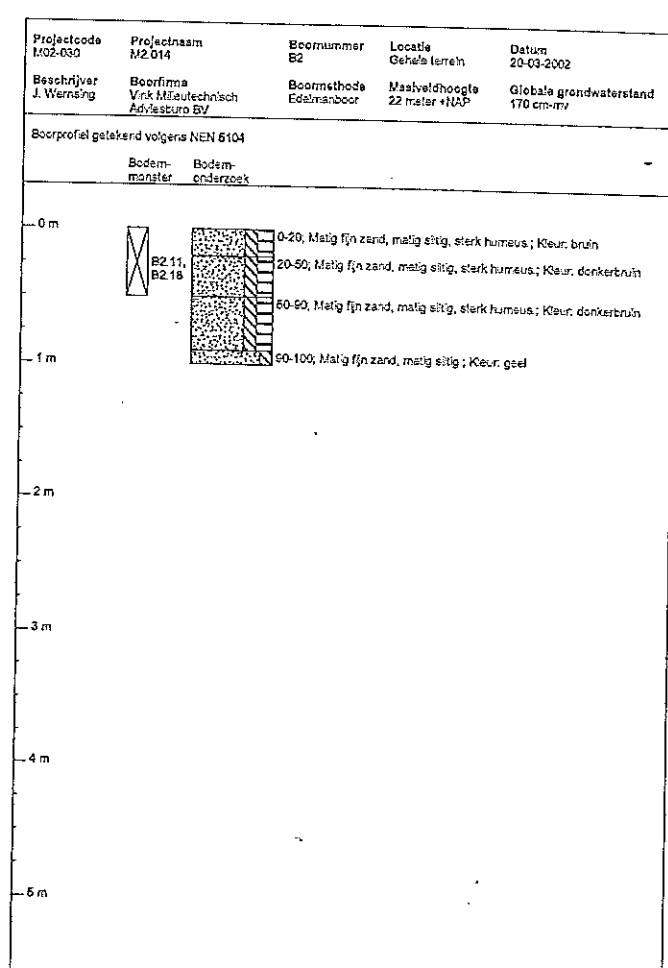 Projectcode Projectnaam Boornummer Locatie Datum
M02-030 M2.014 B2 Gehele terrein 20-03-2002
Beschrijver Boorfirma Boormethode Maaiveldhoogte Globale grondwaterstand
J. Wernsing Vink Milieutechnisch Edelmanboor 22 meter +NAP 170 cm-mv
Adviesburo BV
Boorprofiel getekend volgens NEN 5104
Bodem- Bodem-
monster onderzoek
0 m
0-20; Matig fijn zand, matig siltig, sterk humeus.; Kleur: bruin
B2.11, 20-50; Matig fijn zand, matig siltig, sterk humeus.; Kleur: donkerbruin
B2.18
50-90; Matig fijn zand, matig siltig, sterk humeus.; Kleur: donkerbruin
1 m
90-100; Matig fijn zand, matig siltig ; Kleur: geel
2 m
3 m
4 m
5 m